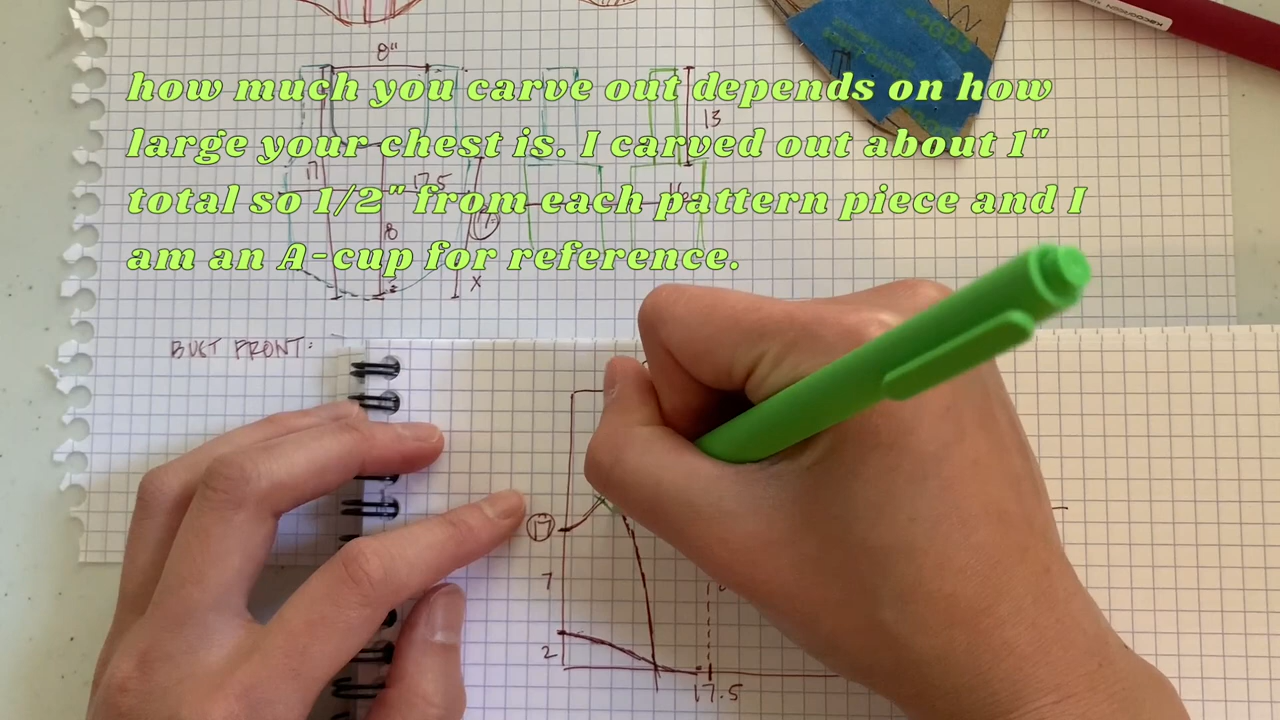 8"
how much you carve out depends on how
13
large your chest is. I carved out about 1"
17
17.5
total so 1/2" from each pattern piece and I
8
am an A-cup for reference.
X
BUST FRONT:
17
7
2
17.5